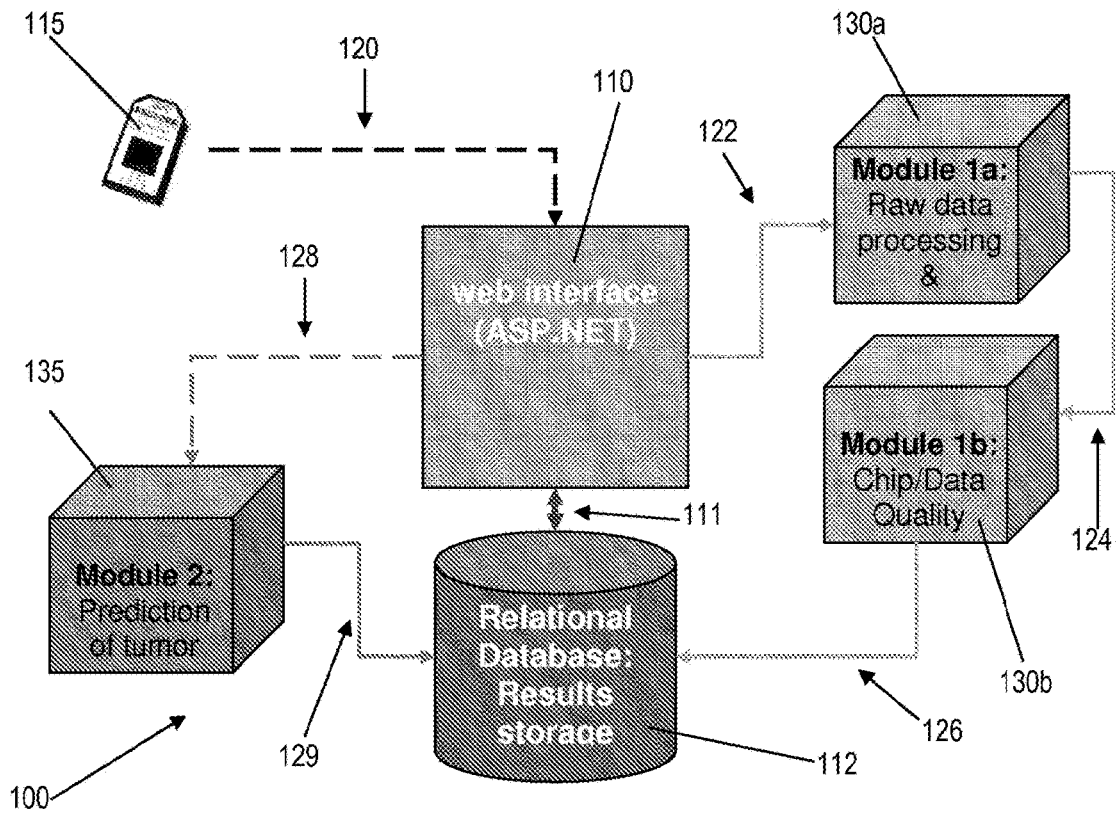 115
120
130a
110
122
Module 1a:
Raw data
processing
&
128
web interface
(ASP.NET)
135
Module 1b:
Chip/Data
Quality
111
124
Module 2:
Prediction
of tumor
Relational
Database:
Results
storage
130b
129
126
112
100